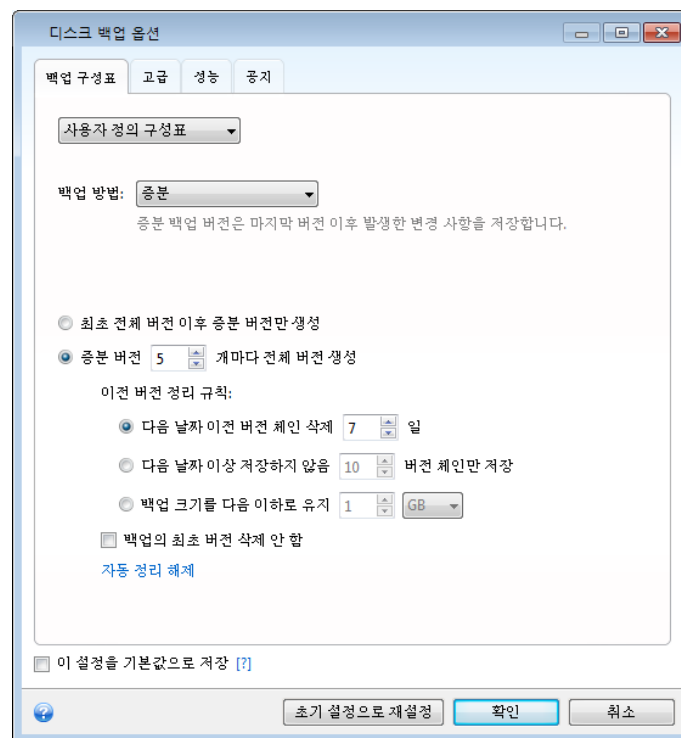 디스크 백업 옵션
백업 구성표 고급 성능 공지
사용자 정의 구성표
백업 방법: 증분
증분 백업 버전은 마지막 버전 이후 발생한 변경 사항을 저장합니다.
최초 전체 버전 이후 증분 버전만 생성
증분 버전 5 개마다 전체 버전 생성
이전 버전 정리 규칙:
다음 날짜 이전 버전 체인 삭제 7 일
다음 날짜 이상 저장하지 않음 10 버전 체인만 저장
백업 크기를 다음 이하로 유지 1 GB
백업의 최초 버전 삭제 안 함
자동 정리 해제
이 설정을 기본값으로 저장 [?]
초기 설정으로 재설정 확인 취소